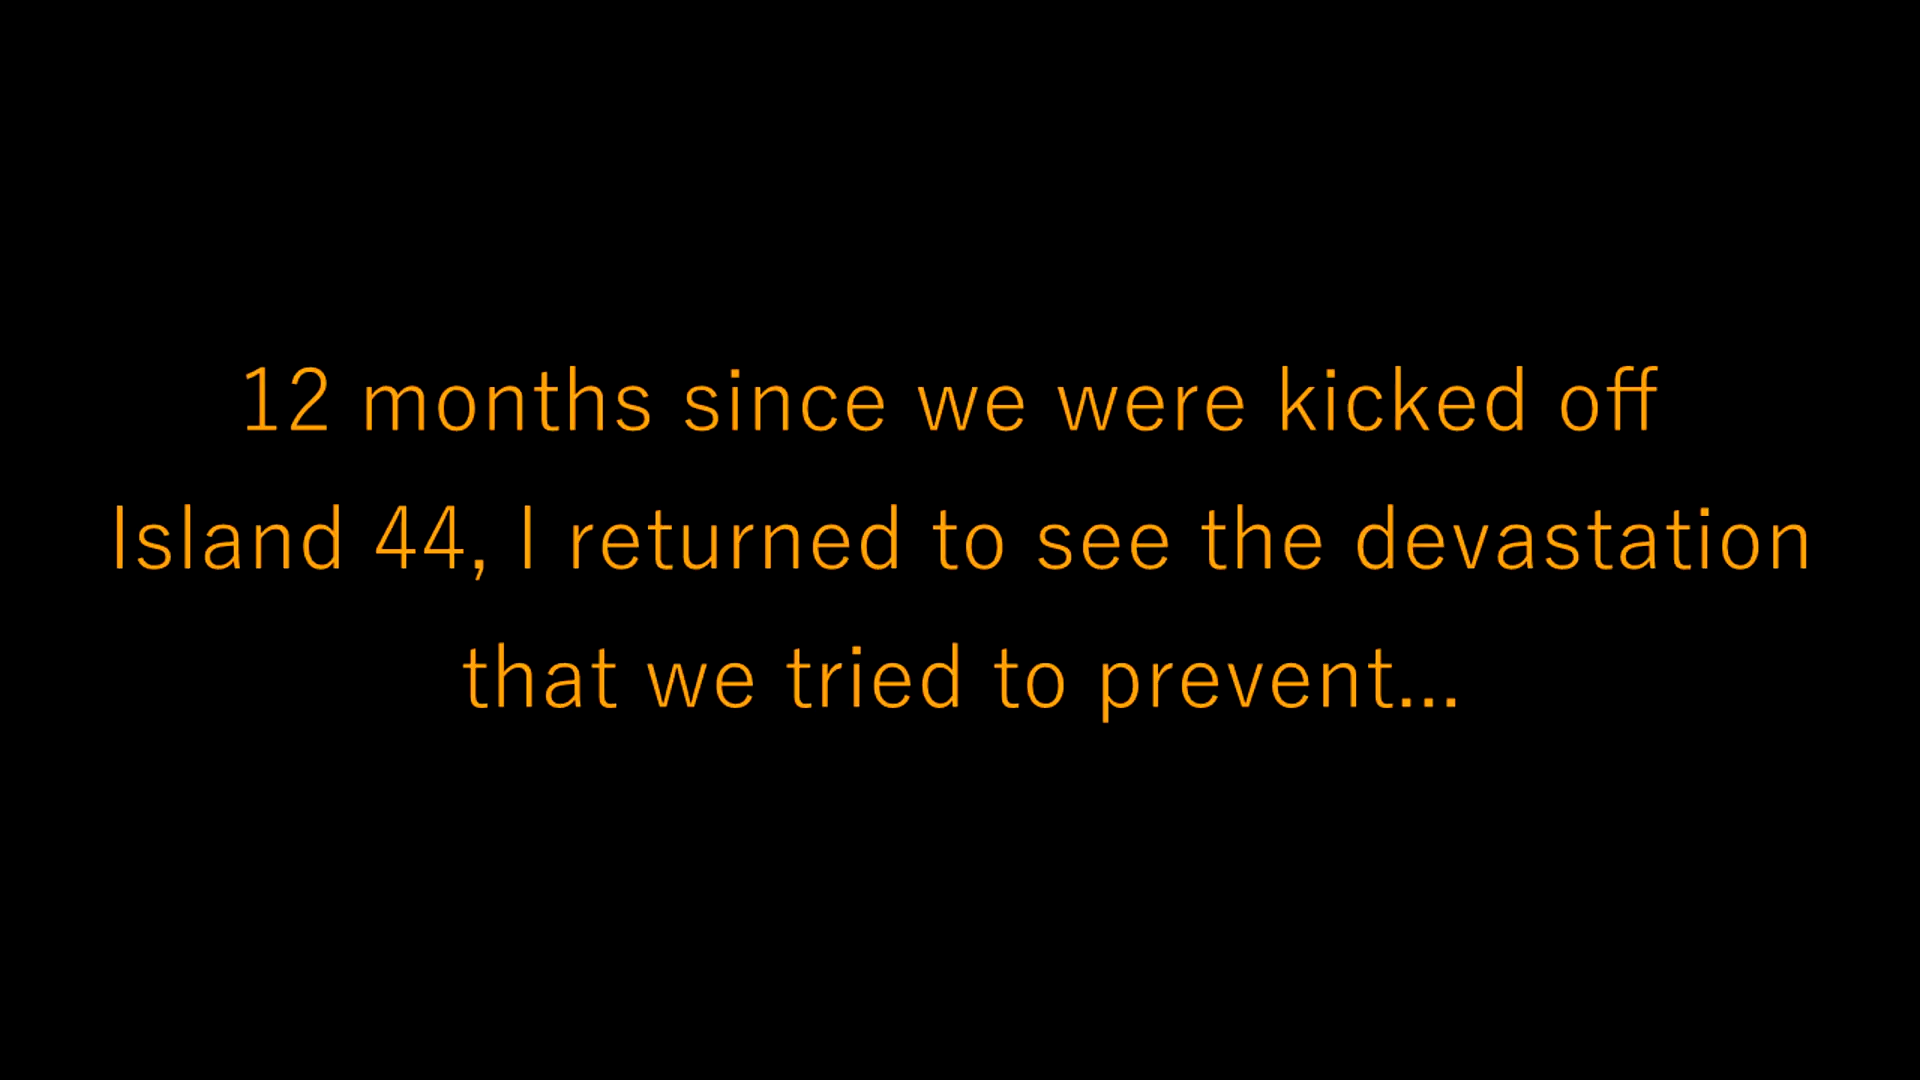 12 months since we were kicked off
Island 44, I returned to see the devastation
that we tried to prevent...